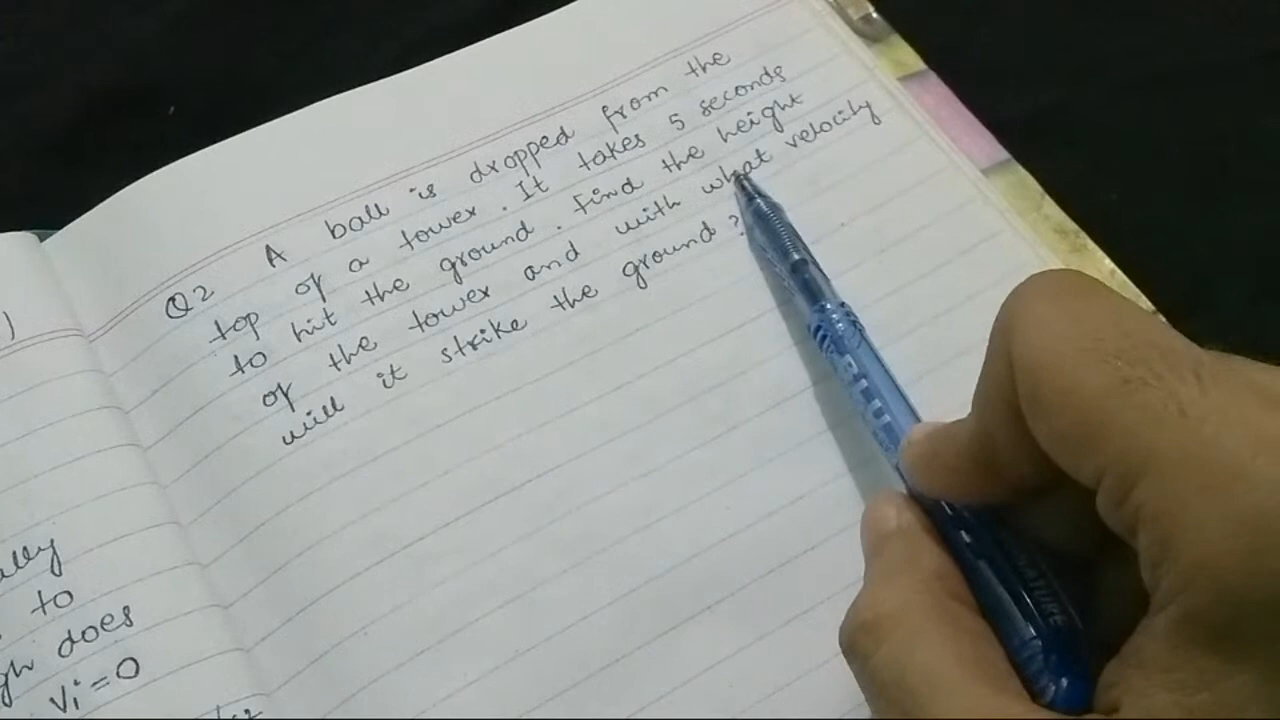 Q2 A ball is dropped from the
top of a tower. It takes 5 seconds
to hit the ground. Find the height
of the tower and with what velocity
will it strike the ground?
)
to
does
Vi=0
BLU